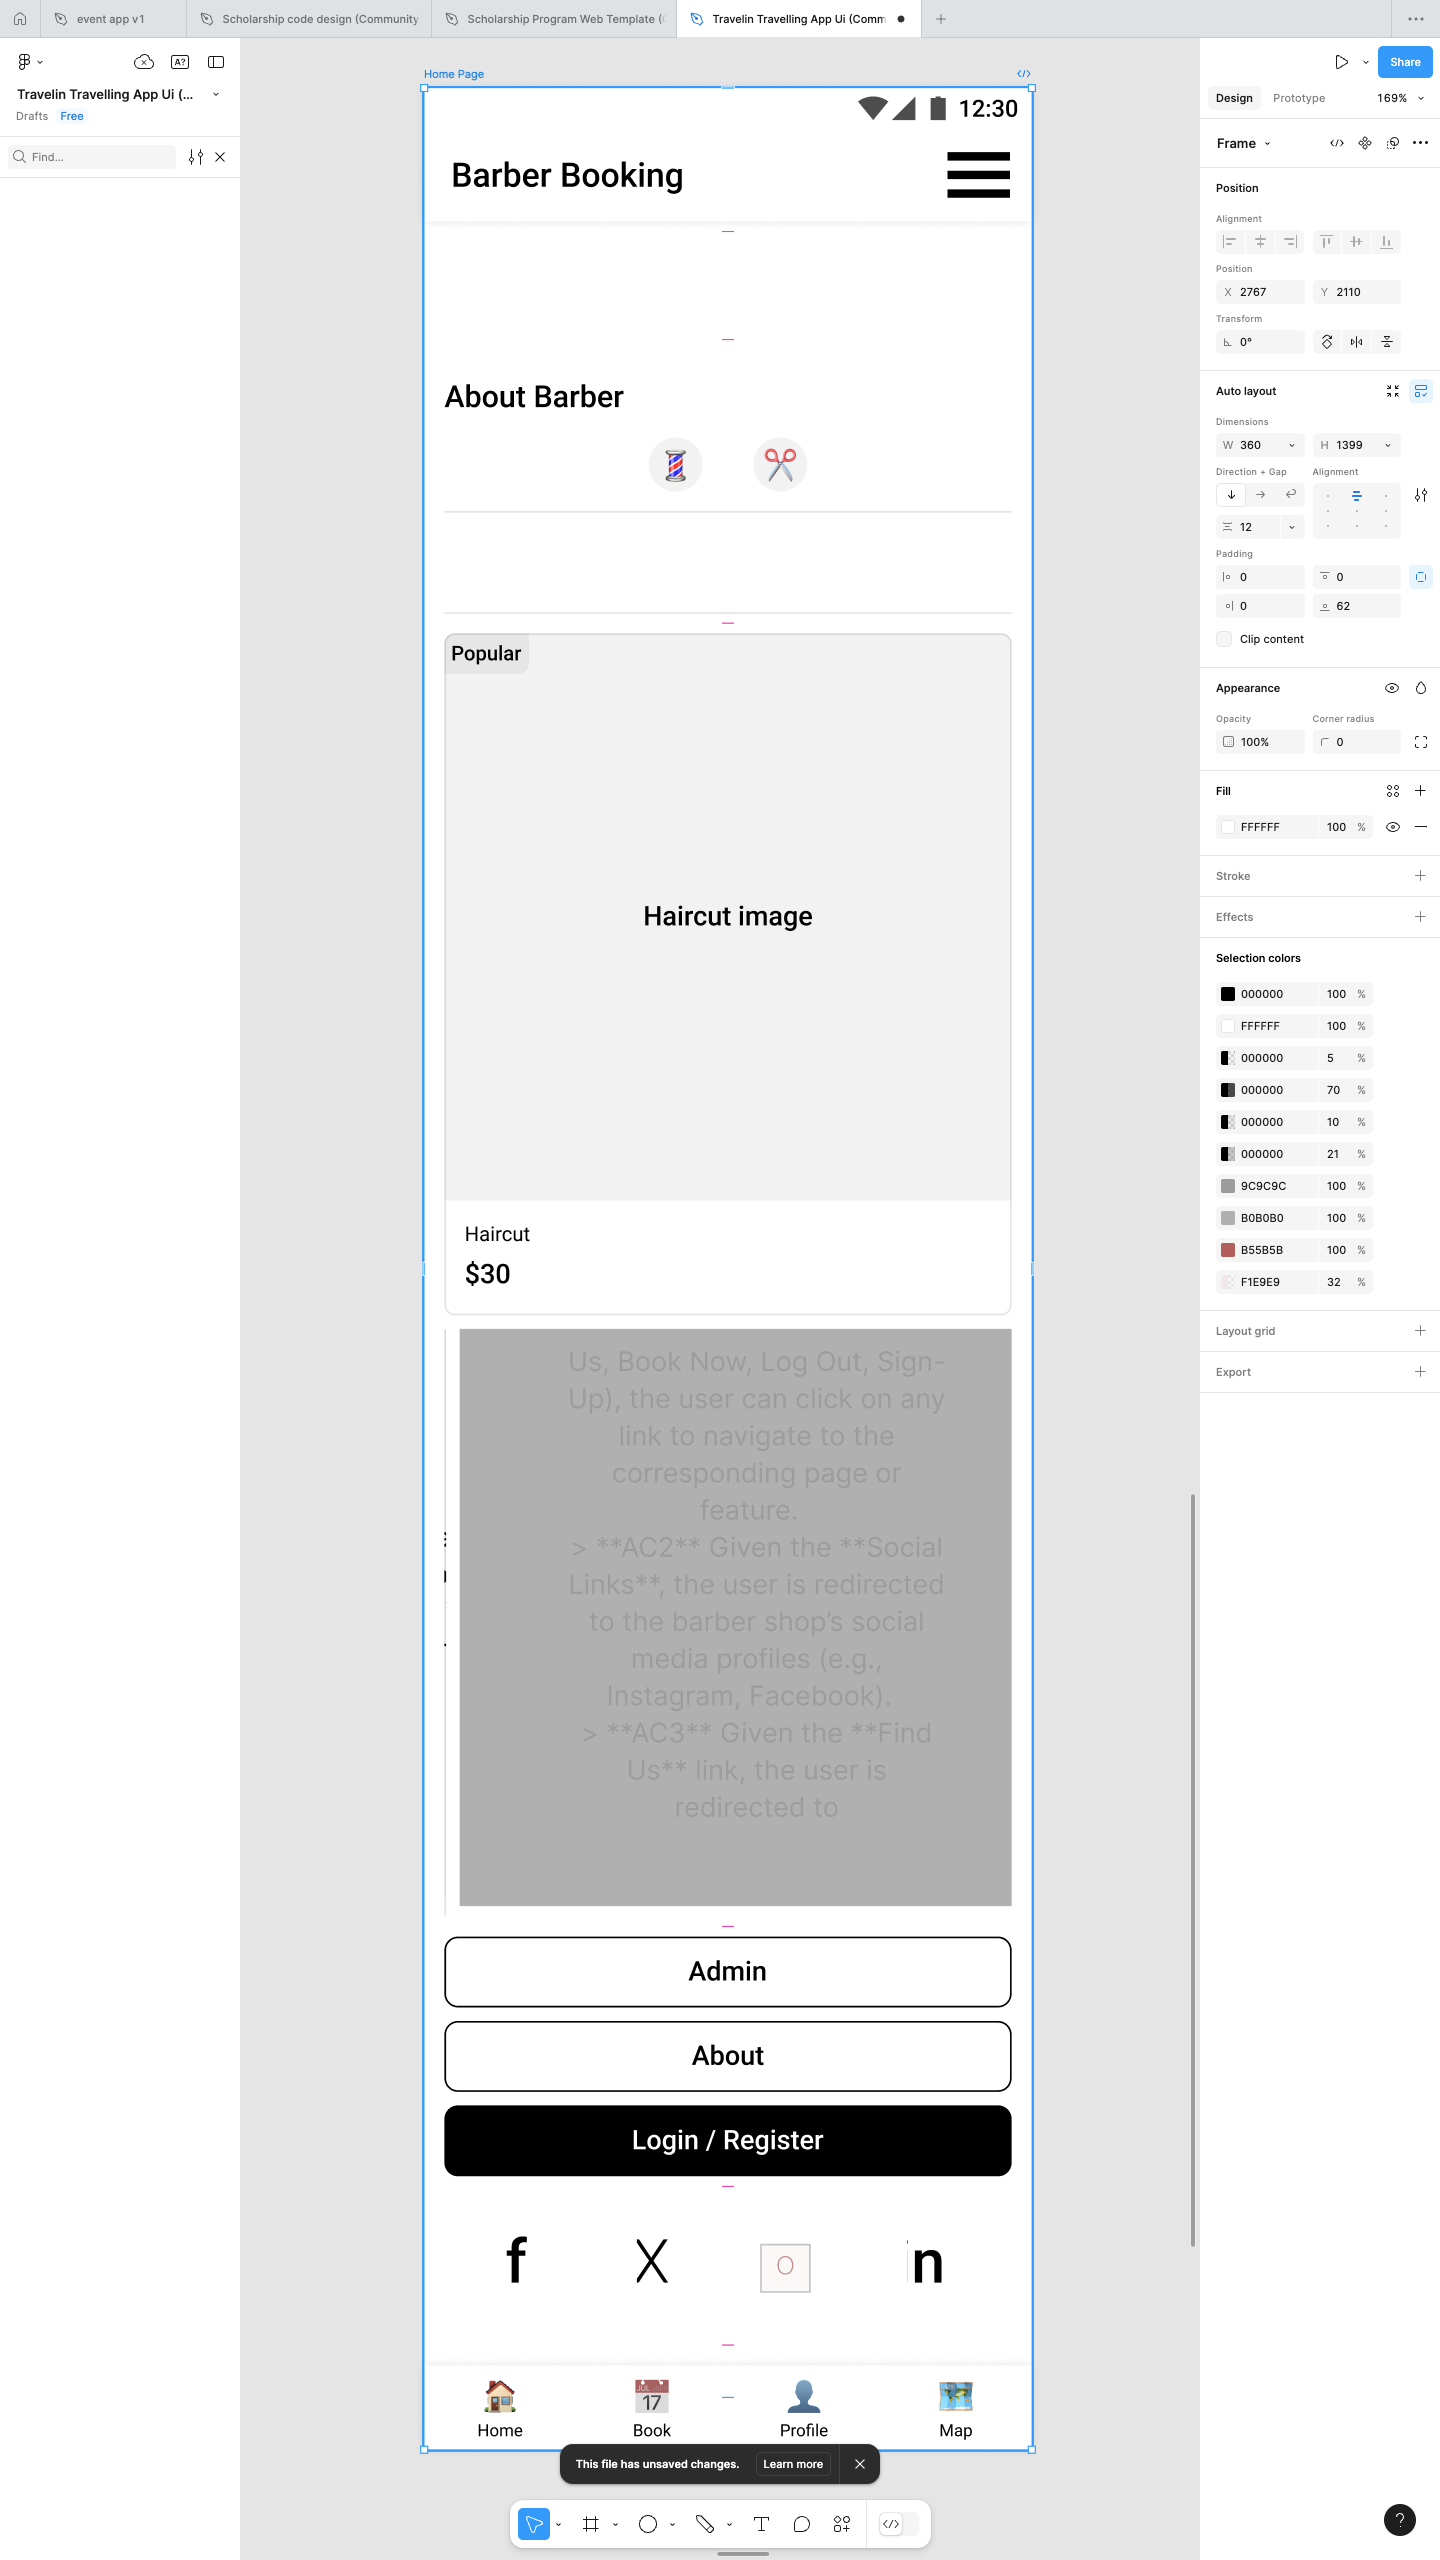 event app v1
Scholarship code design (Community
Scholarship Program Web Template (
Travelin Travelling App Ui (Comm
A?
Travelin Travelling App Ui (...
Drafts
Free
Find...
Home Page
12:30
Barber Booking
About Barber
Popular
Haircut image
Haircut
$30
Us, Book Now, Log Out, Sign-
Up), the user can click on any
link to navigate to the
corresponding page or
feature.
> **AC2** Given the **Social
Links**, the user is redirected
to the barber shop’s social
media profiles (e.g.,
Instagram, Facebook).
> **AC3** Given the **Find
Us** link, the user is
redirected to
Admin
About
Login / Register
f
X
O
in
JUL
17
Home
Book
Profile
Map
This file has unsaved changes.
Learn more
Share
Design
Prototype
169%
Frame
Position
Alignment
Position
X 2767
Y 2110
Transform
0°
Auto layout
Dimensions
W 360
H 1399
Direction + Gap
Alignment
12
Padding
0
0
0
62
Clip content
Appearance
Opacity
Corner radius
100%
0
Fill
FFFFFF 100 %
Stroke
Effects
Selection colors
000000 100 %
FFFFFF 100 %
000000 5 %
000000 70 %
000000 10 %
000000 21 %
9C9C9C 100 %
B0B0B0 100 %
B55B5B 100 %
F1E9E9 32 %
Layout grid
Export
?